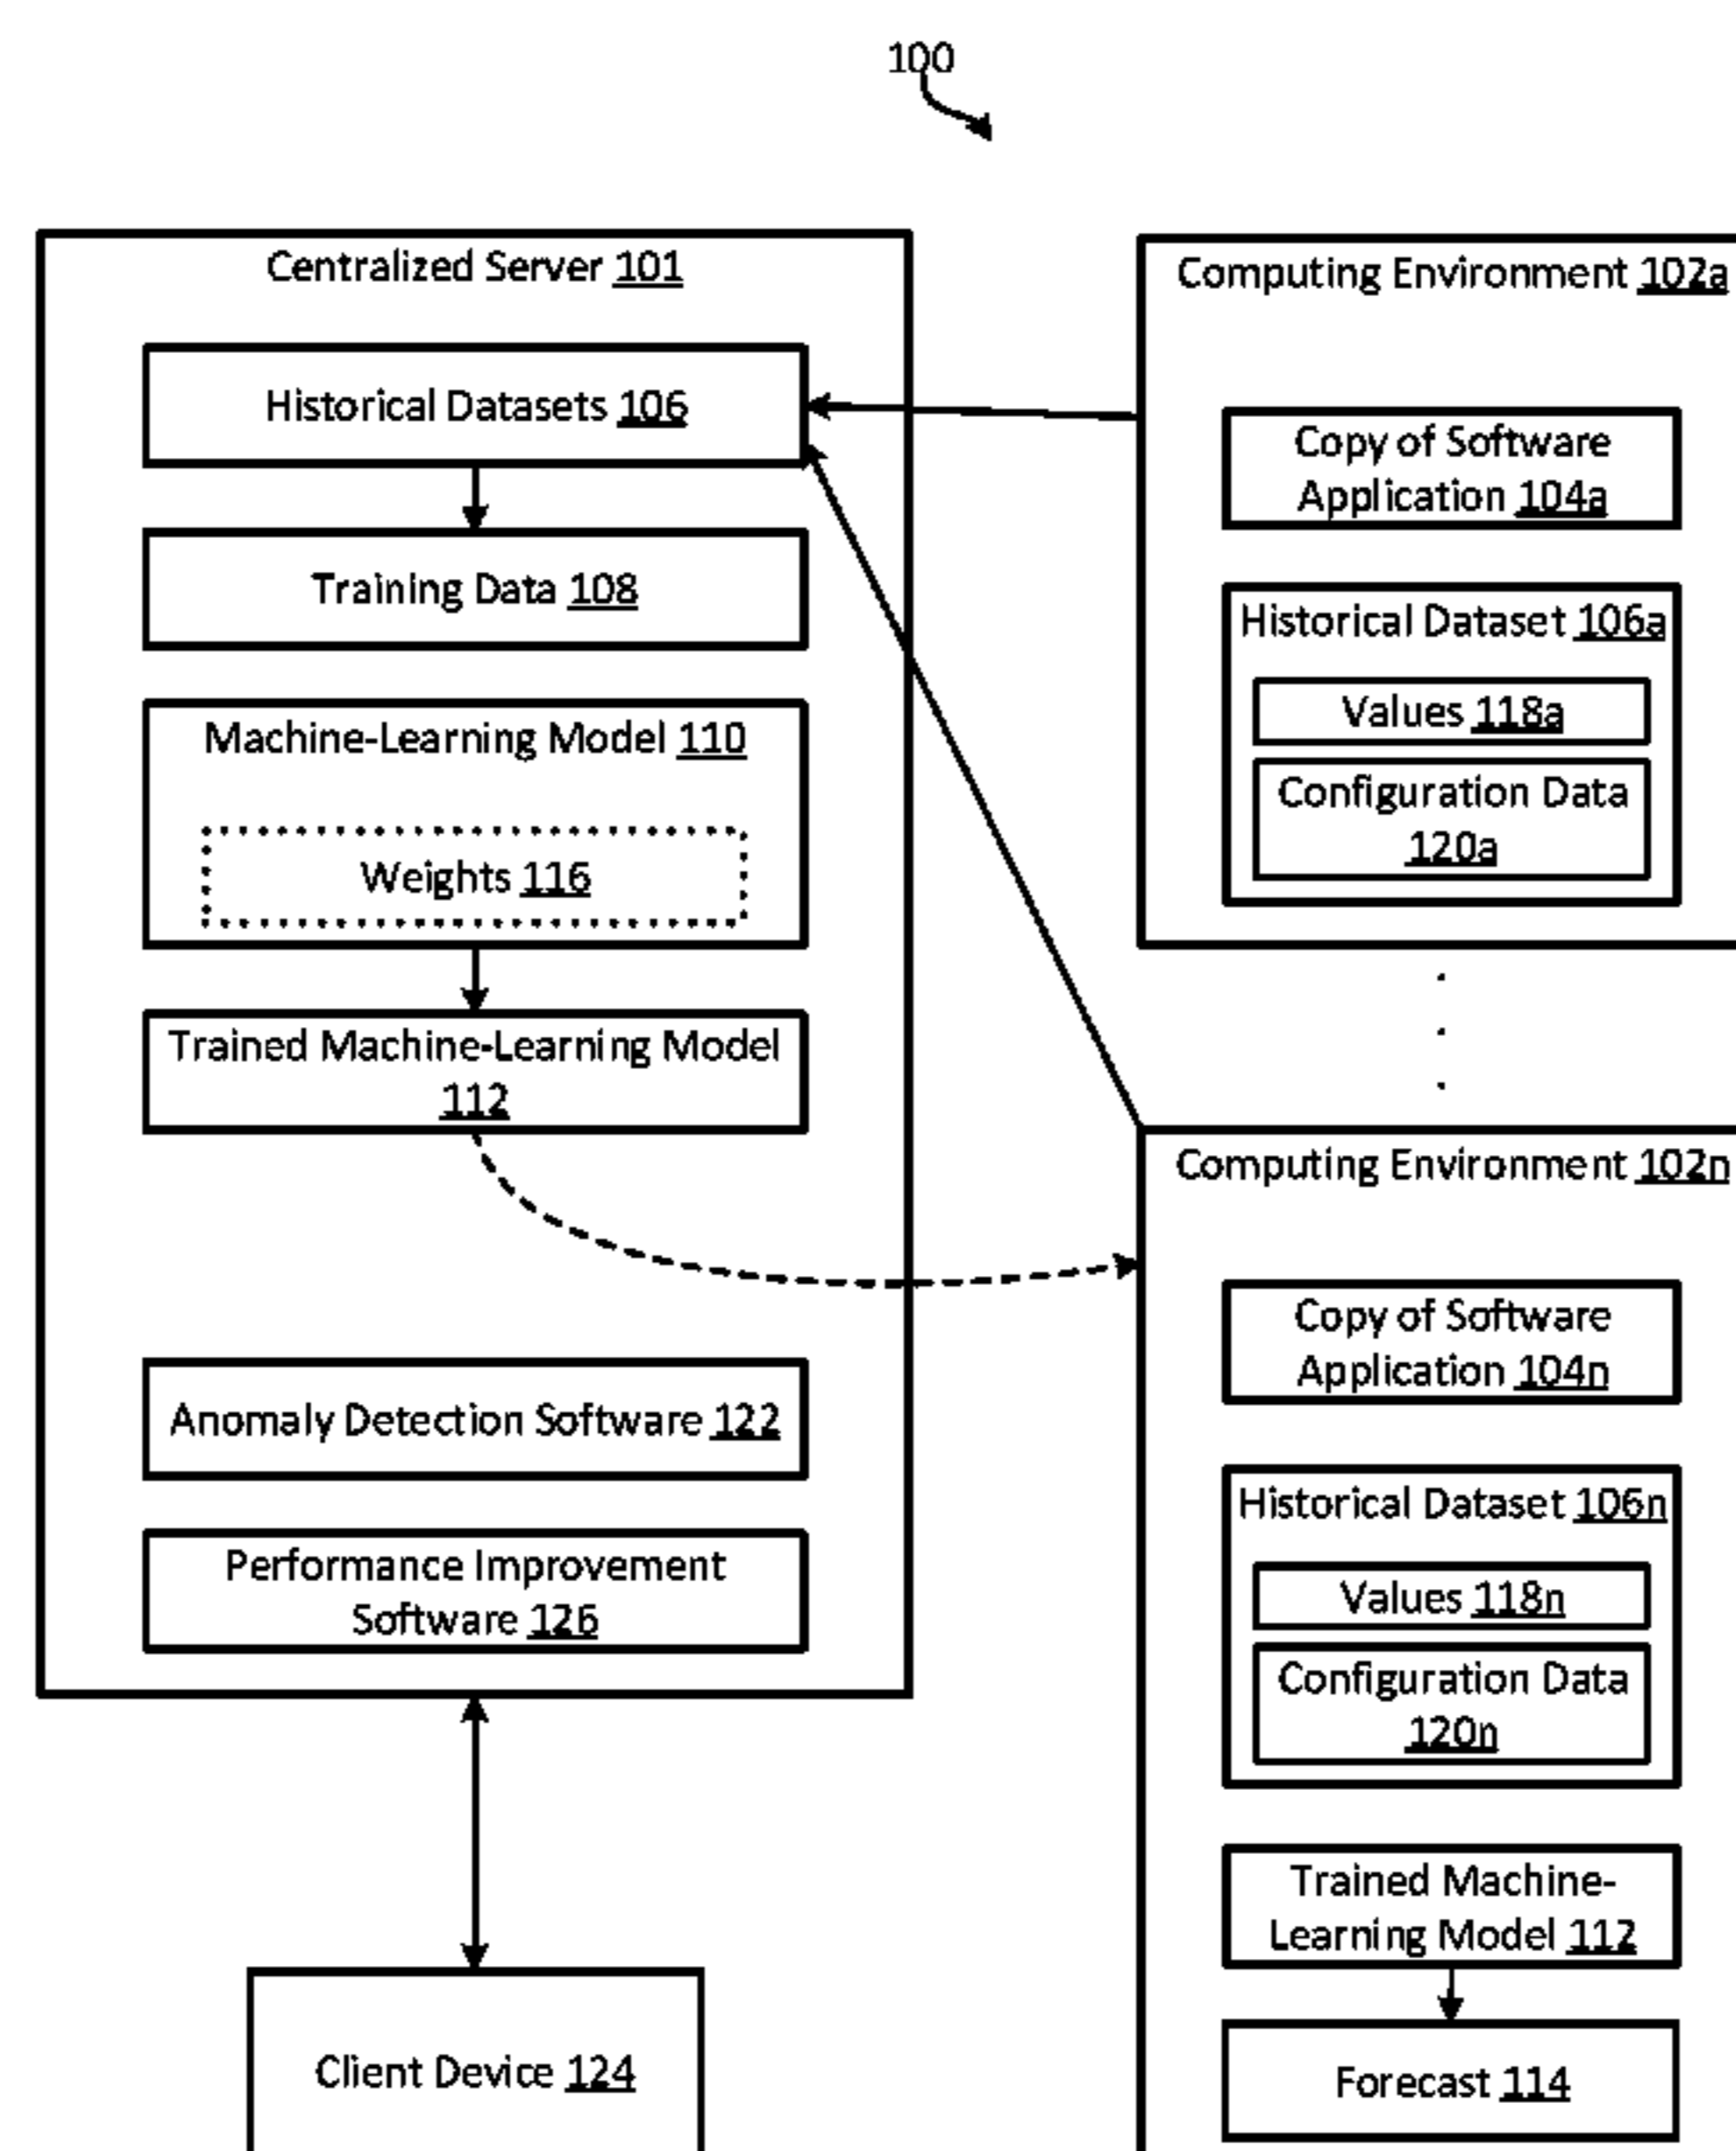 100
Centralized Server 101
Historical Datasets 106
Training Data 108
Machine-Learning Model 110
Weights 116
Trained Machine-Learning Model
112
Anomaly Detection Software 122
Performance Improvement
Software 126
Client Device 124
Computing Environment 102a
Copy of Software
Application 104a
Historical Dataset 106a
Values 118a
Configuration Data
120a
Computing Environment 102n
Copy of Software
Application 104n
Historical Dataset 106n
Values 118n
Configuration Data
120n
Trained Machine-
Learning Model 112
Forecast 114